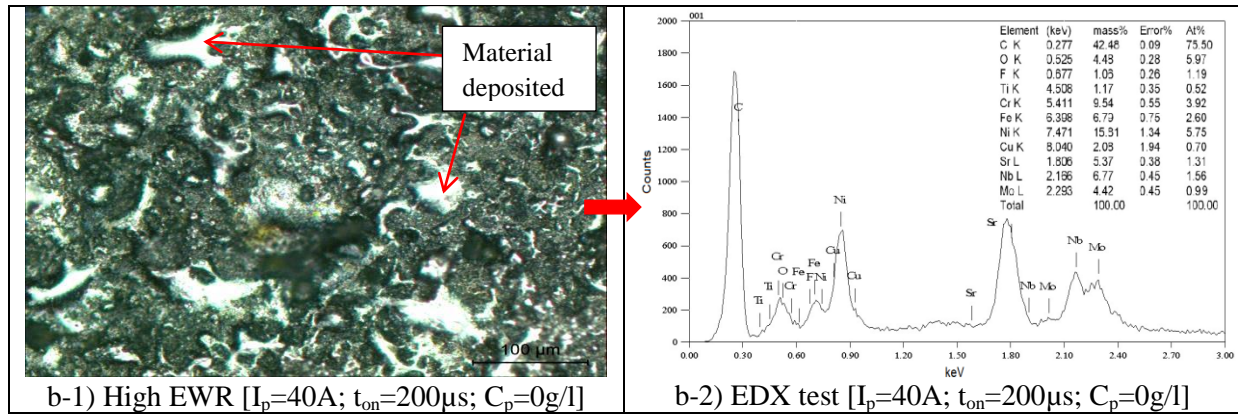 Material
deposited
100 µm
b-1) High EWR [Ip=40A; ton=200µs; Cp=0g/l]
001
Element (keV) mass% Error% At%
C K 0.277 42.48 0.09 75.50
O K 0.525 4.48 0.28 5.97
F K 0.677 1.06 0.26 1.19
Ti K 4.508 1.17 0.35 0.52
Cr K 5.411 9.54 0.55 3.92
Fe K 6.398 6.79 0.75 2.60
Ni K 7.471 15.81 1.34 5.75
Cu K 8.040 2.08 1.94 0.70
Sr L 1.806 5.37 0.38 1.31
Nb L 2.166 6.77 0.45 1.56
Mo L 2.293 4.42 0.45 0.99
Total 100.00 100.00
2000
1800
1600
1400
1200
1000
800
600
400
200
0
Counts
C
Ni
Sr
Cu
Cr
Fe
Nb
Mo
O
Fe
F
Ni
Cu
Ti
Ti
Cr
Sr
Nb
Mo
0.00 0.30 0.60 0.90 1.20 1.50 1.80 2.10 2.40 2.70 3.00
keV
b-2) EDX test [Ip=40A; ton=200µs; Cp=0g/l]